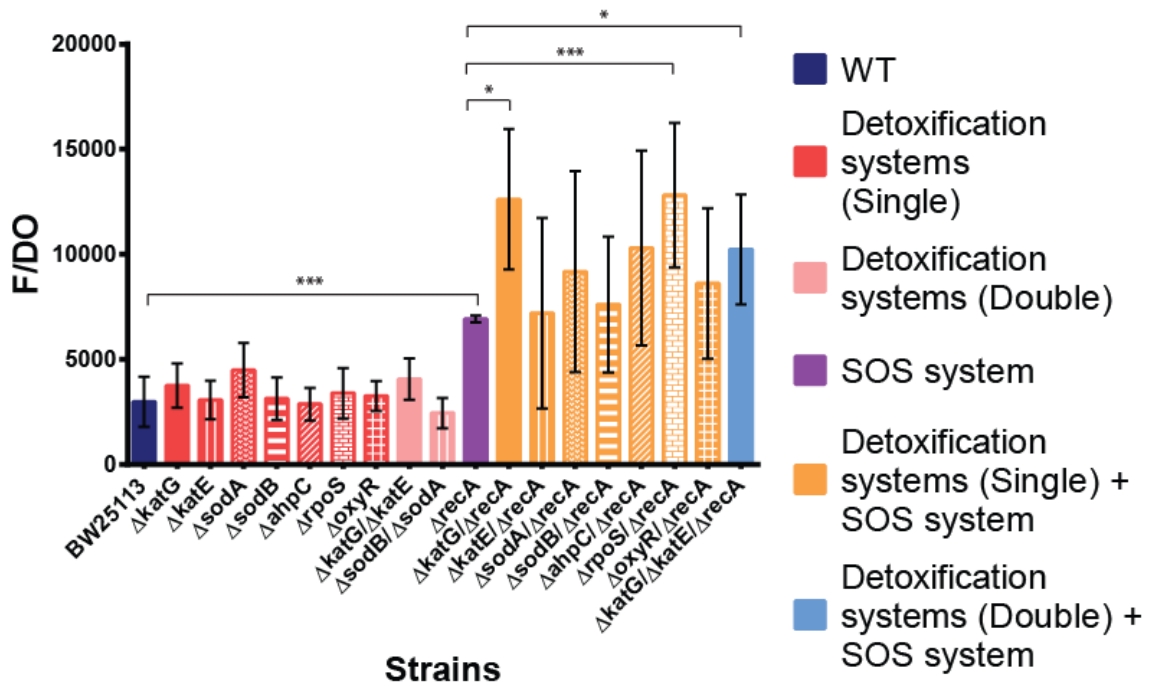 *
***
*
***
20000
15000
10000
5000
0
F/DO
BW25113
ΔkatG
ΔkatE
ΔsodA
ΔsodB
ΔahpC
ΔrpoS
ΔoxyR
ΔkatG/ΔkatE
ΔsodB/ΔsodA
ΔrecA
ΔkatG/ΔrecA
ΔkatE/ΔrecA
ΔsodA/ΔrecA
ΔsodB/ΔrecA
ΔahpC/ΔrecA
ΔrpoS/ΔrecA
ΔoxyR/ΔrecA
ΔkatG/ΔkatE/ΔrecA
Strains
WT
Detoxification
systems
(Single)
Detoxification
systems (Double)
SOS system
Detoxification
systems (Single) +
SOS system
Detoxification
systems (Double) +
SOS system